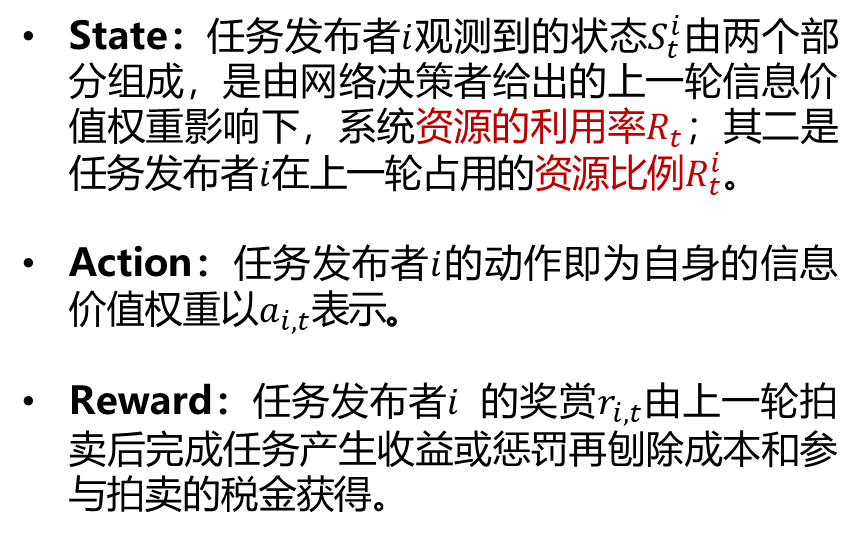 • State：任务发布者𝑖观测到的状态$S_t^i$由两个部
分组成，是由网络决策者给出的上一轮信息价
值权重影响下，系统资源的利用率$R_t$；其二是
任务发布者𝑖在上一轮占用的资源比例$R_t^i$。
• Action：任务发布者𝑖的动作即为自身的信息
价值权重以$a_{i,t}$表示。
• Reward：任务发布者𝑖 的奖赏$r_{i,t}$由上一轮拍
卖后完成任务产生收益或惩罚再刨除成本和参
与拍卖的税金获得。